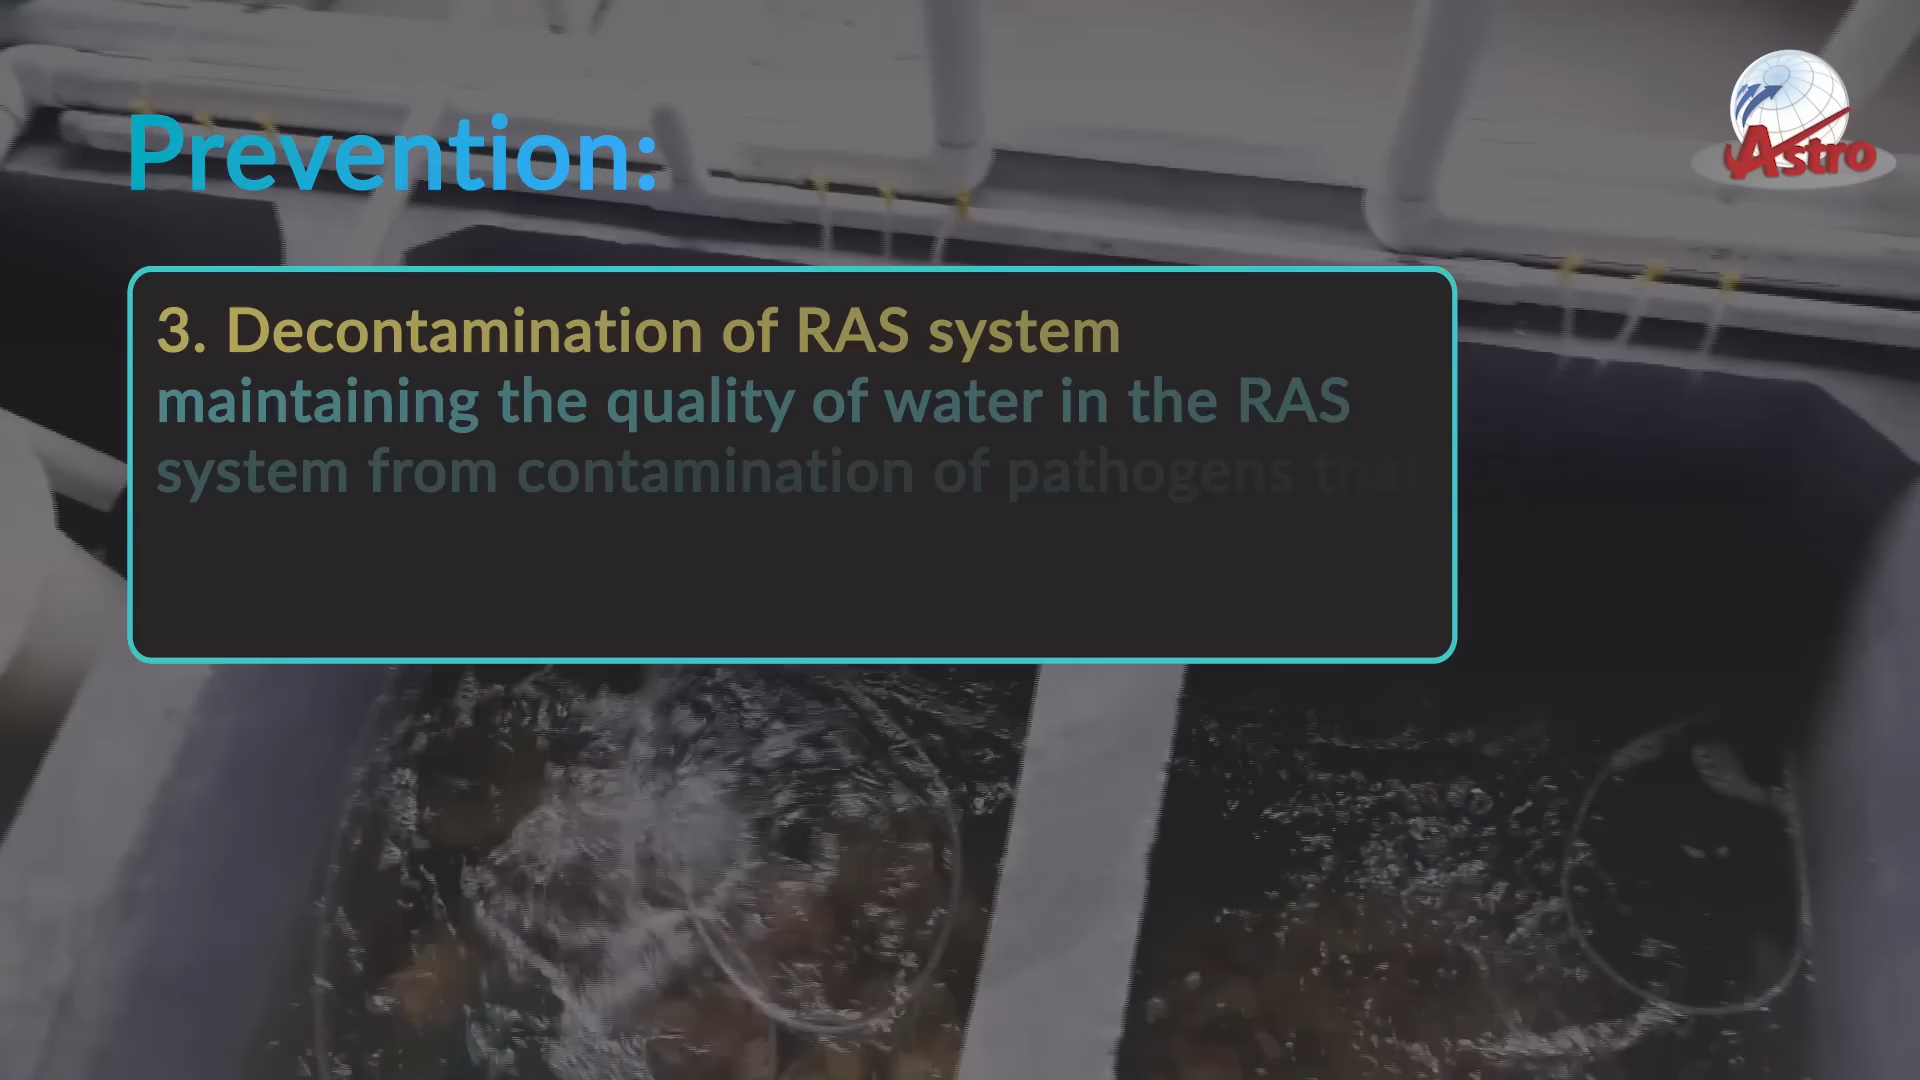 Prevention:
Astro
3. Decontamination of RAS system
maintaining the quality of water in the RAS
system from contamination of pathogens that